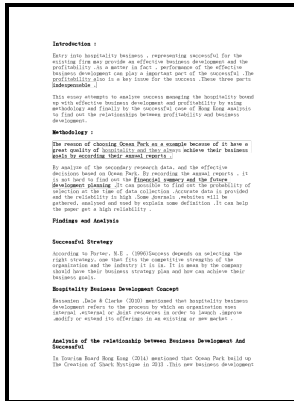 Introduction :
Entry into hospitality business , representing successful for the
existing firm may provide an effective business development and the
profitability .As a matter in fact , performance of the effective
business development can play a important part of the successful .The
profitability also is a key issue for the success .These three parts
indespensable .
This essay attempts to analyze success managing the hospitality bound
up with effective business development and profitability by using
methodology and finally by the successful case of Hong Kong analysis
to find out the relationships between profitability and business
development.
Methodology :
The reason of choosing Ocean Park as a example because of it have a
great quality of hospitality and they always achieve their business
goals by recording their annual reports .
By analyze of the secondary research data, and the effective
decisions based on Ocean Park. By recording the annual reports , it
is not hard to find out the financial summary and the future
development planning .It can possible to find out the probability of
selection at the time of data collection .Accurate data is provided
and the reliability is high .Some journals ,websites will be
gathered, analysed and used by explain some definition .It can help
the paper get a high reliability .
Findings and Analysis
Successful Strategy
According to Porter, M.E . (1996)Success depends on selecting the
right strategy, one that fits the competitive strengths of the
organisation and the industry it is in. It is mean by the company
should have their business strategy plan and how can achieve their
business goals.
Hospitality Business Development Concept
Hassanien ,Dale & Clarke (2010) mentioned that hospitality business
development refers to the process by which an organisation uses
internal ,external or Joint resources in order to launch ,improve
,modify or extend its offerings in an existing or new market .
Analysis of the relationship between Business Development And
Successful
In Touring Board Hong Kong (2014) mentioned that Ocean Park build up
The Creation of Shark Mystique in 2013 .This new business development